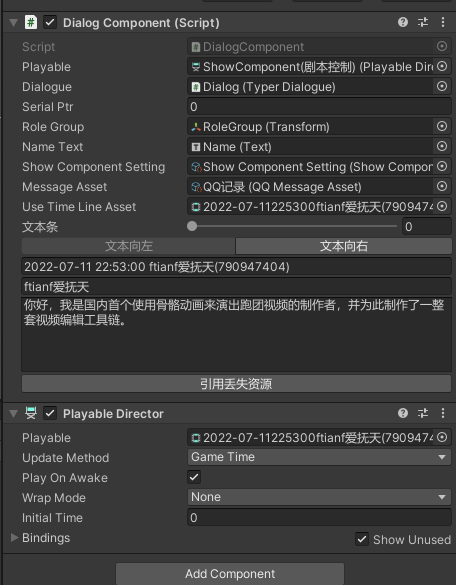 Dialog Component (Script)
Script DialogComponent
Playable ShowComponent(剧本控制) (Playable Dire
Dialogue Dialog (Typer Dialogue)
Serial Ptr 0
Role Group RoleGroup (Transform)
Name Text Name (Text)
Show Component Setting Show Component Setting (Show Compon
Message Asset QQ记录 (QQ Message Asset)
Use Time Line Asset 2022-07-11225300ftianf爱抚天(7909474
文本条 0
文本向左 文本向右
2022-07-11 22:53:00 ftianf爱抚天(790947404)
ftianf爱抚天
你好，我是国内首个使用骨骼动画来演出跑团视频的制作者，并为此制作了一整
套视频编辑工具链。
引用丢失资源
Playable Director
Playable 2022-07-11225300ftianf爱抚天(7909474
Update Method Game Time
Play On Awake
Wrap Mode None
Initial Time 0
Bindings Show Unused
Add Component